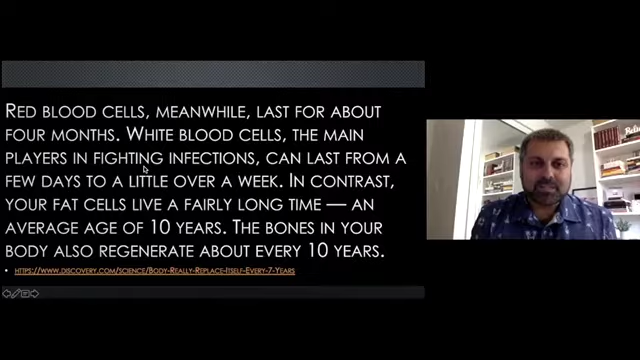 RED BLOOD CELLS, MEANWHILE, LAST FOR ABOUT
FOUR MONTHS. WHITE BLOOD CELLS, THE MAIN
PLAYERS IN FIGHTING INFECTIONS, CAN LAST FROM A
FEW DAYS TO A LITTLE OVER A WEEK. IN CONTRAST,
YOUR FAT CELLS LIVE A FAIRLY LONG TIME — AN
AVERAGE AGE OF 10 YEARS. THE BONES IN YOUR
BODY ALSO REGENERATE ABOUT EVERY 10 YEARS.
• HTTPS://WWW.DISCOVERY.COM/SCIENCE/BODY-REALLY-REPLACE-ITSELF-EVERY-7-YEARS